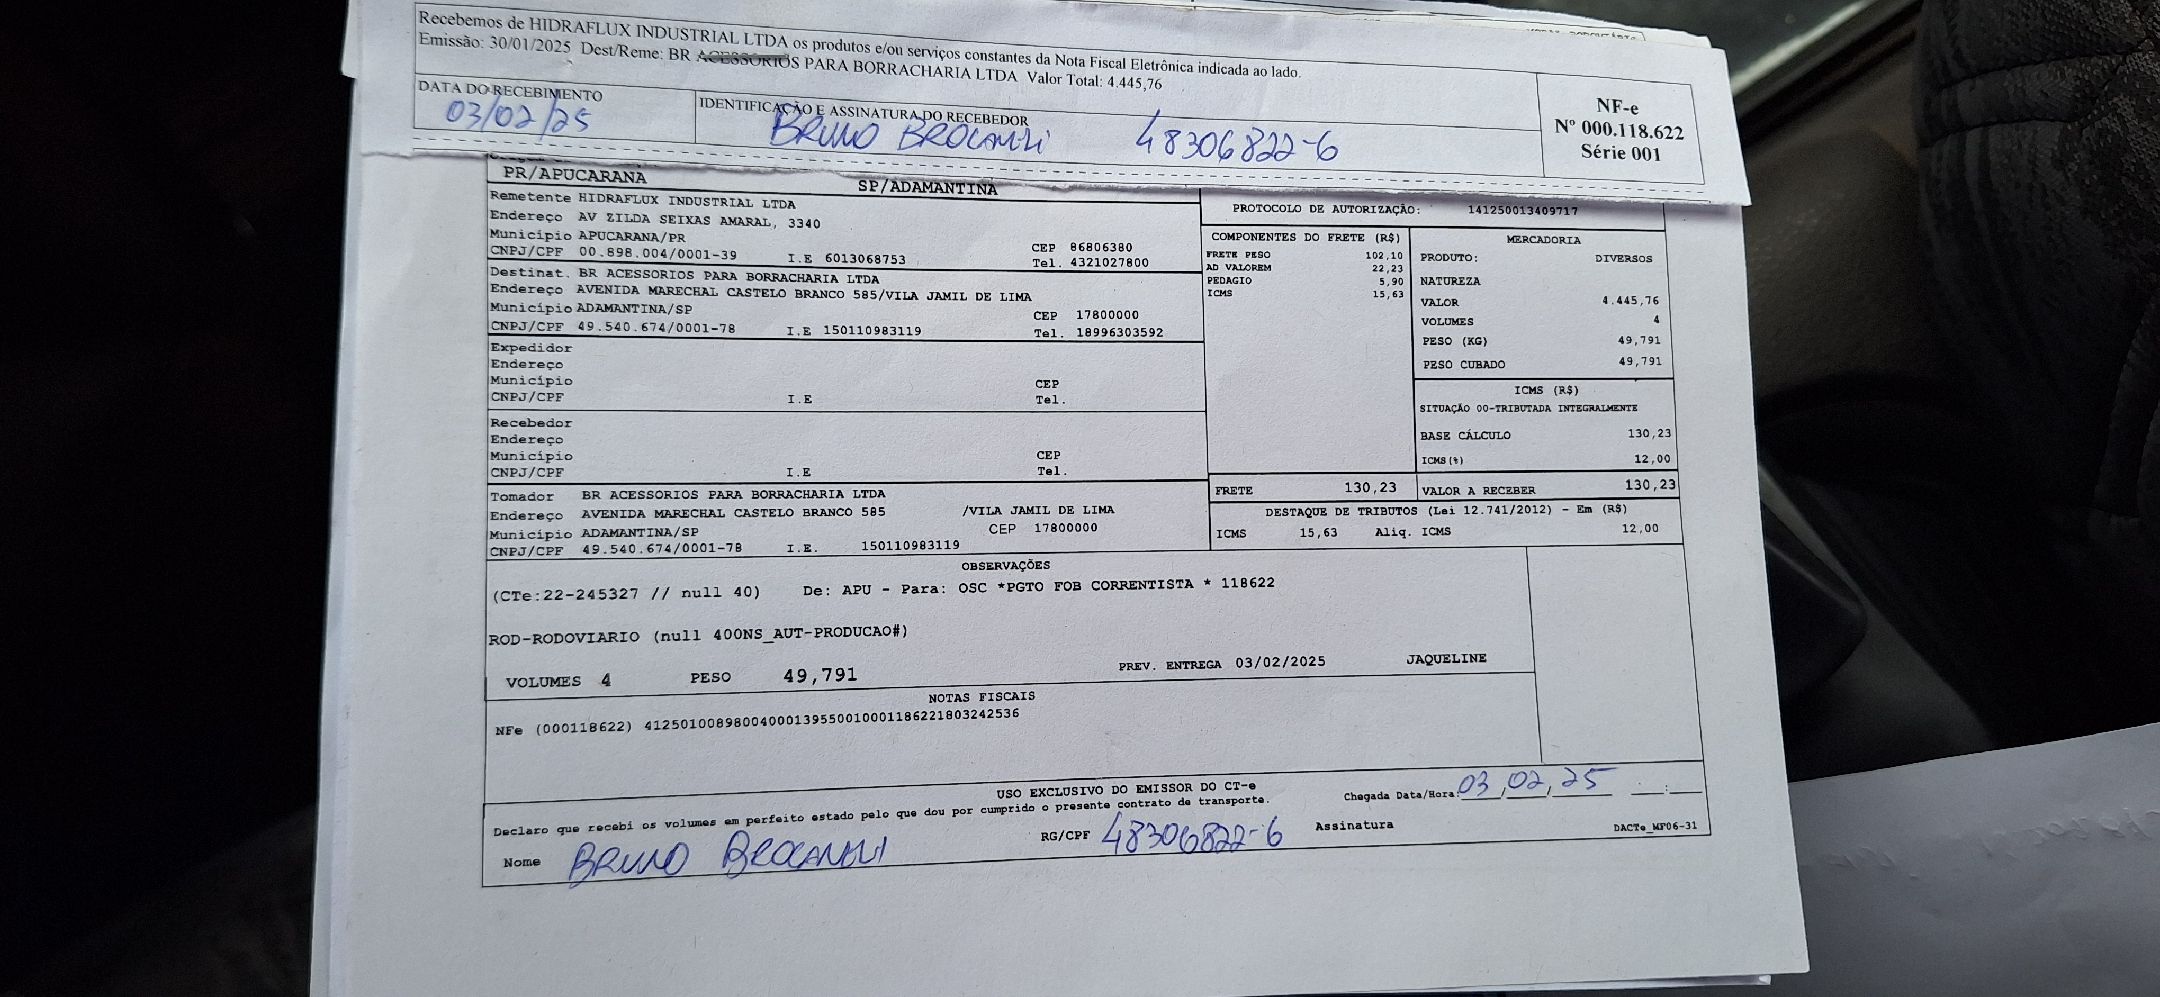 Recebemos de HIDRAFLUX INDUSTRIAL LTDA os produtos e/ou serviços constantes da Nota Fiscal Eletrônica indicada ao lado.
Emissão: 30/01/2025 Dest/Reme: BR ACESSORIOS PARA BORRACHARIA LTDA Valor Total: 4.445,76
DATA DO RECEBIMENTO
03/02/25
IDENTIFICAÇÃO E ASSINATURA DO RECEBEDOR
BRUNO 48306822-6
NF-e
Nº 000.118.622
Série 001
PR/APUCARANA SP/ADAMANTINA
Remetente HIDRAFLUX INDUSTRIAL LTDA
Endereço AV ZILDA SEIXAS AMARAL, 3340
Município APUCARANA/PR CEP 86806380
CNPJ/CPF 00.898.004/0001-39 I.E 6013068753 Tel. 4321027800
Destinat. BR ACESSORIOS PARA BORRACHARIA LTDA
Endereço AVENIDA MARECHAL CASTELO BRANCO 585/VILA JAMIL DE LIMA
Município ADAMANTINA/SP CEP 17800000
CNPJ/CPF 49.540.674/0001-78 I.E 150110983119 Tel. 18996303592
Expedidor
Endereço
Município CEP
CNPJ/CPF I.E Tel.
Recebedor
Endereço
Município CEP
CNPJ/CPF I.E Tel.
Tomador BR ACESSORIOS PARA BORRACHARIA LTDA
Endereço AVENIDA MARECHAL CASTELO BRANCO 585 /VILA JAMIL DE LIMA
Município ADAMANTINA/SP CEP 17800000
CNPJ/CPF 49.540.674/0001-78 I.E. 150110983119
PROTOCOLO DE AUTORIZAÇÃO: 141250013409717
COMPONENTES DO FRETE (R$)
FRETE PESO 102,10
AD VALOREM 22,23
PEDAGIO 5,90
ICMS 15,63
MERCADORIA
PRODUTO: DIVERSOS
NATUREZA
VALOR 4.445,76
VOLUMES 4
PESO (KG) 49,791
PESO CUBADO 49,791
ICMS (R$)
SITUAÇÃO 00-TRIBUTADA INTEGRALMENTE
BASE CÁLCULO 130,23
ICMS(%) 12,00
FRETE 130,23 VALOR A RECEBER 130,23
DESTAQUE DE TRIBUTOS (Lei 12.741/2012) - Em (R$)
ICMS 15,63 Aliq. ICMS 12,00
OBSERVAÇÕES
(CTe:22-245327 // null 40) De: APU - Para: OSC *PGTO FOB CORRENTISTA * 118622
ROD-RODOVIARIO (null 400NS_AUT-PRODUCAO#)
VOLUMES 4 PESO 49,791 PREV. ENTREGA 03/02/2025 JAQUELINE
NOTAS FISCAIS
NFe (000118622) 41250100898004000139550010001186221803242536
USO EXCLUSIVO DO EMISSOR DO CT-e
Declaro que recebi os volumes em perfeito estado pelo que dou por cumprido o presente contrato de transporte.
Chegada Data/Hora: 03,02,25 :
Nome BRUNO RG/CPF 48306822-6 Assinatura
DACTe_MF06-31